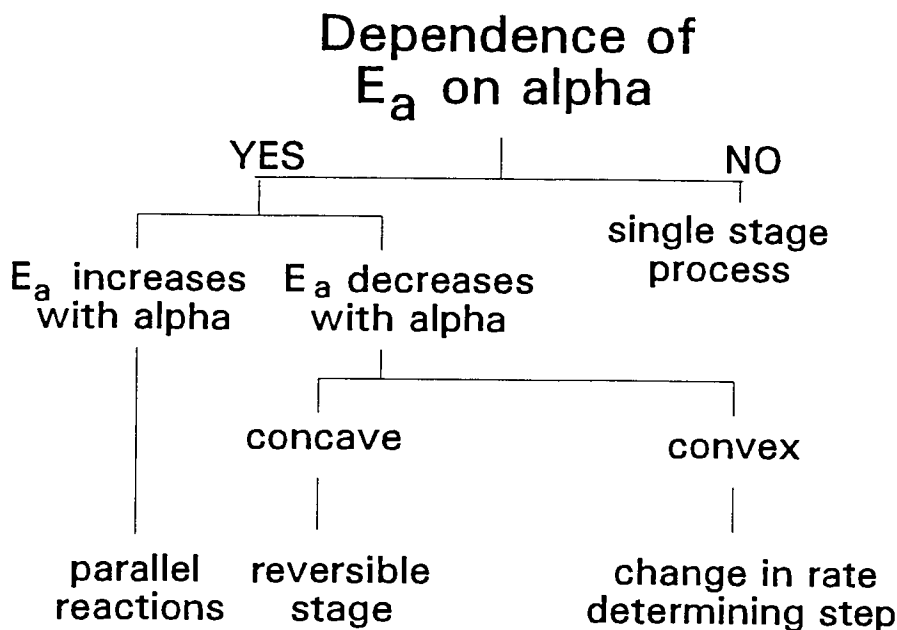 Dependence of
Ea on alpha
YES
NO
single stage
process
Ea increases
with alpha
Ea decreases
with alpha
concave
convex
parallel
reactions
reversible
stage
change in rate
determining step